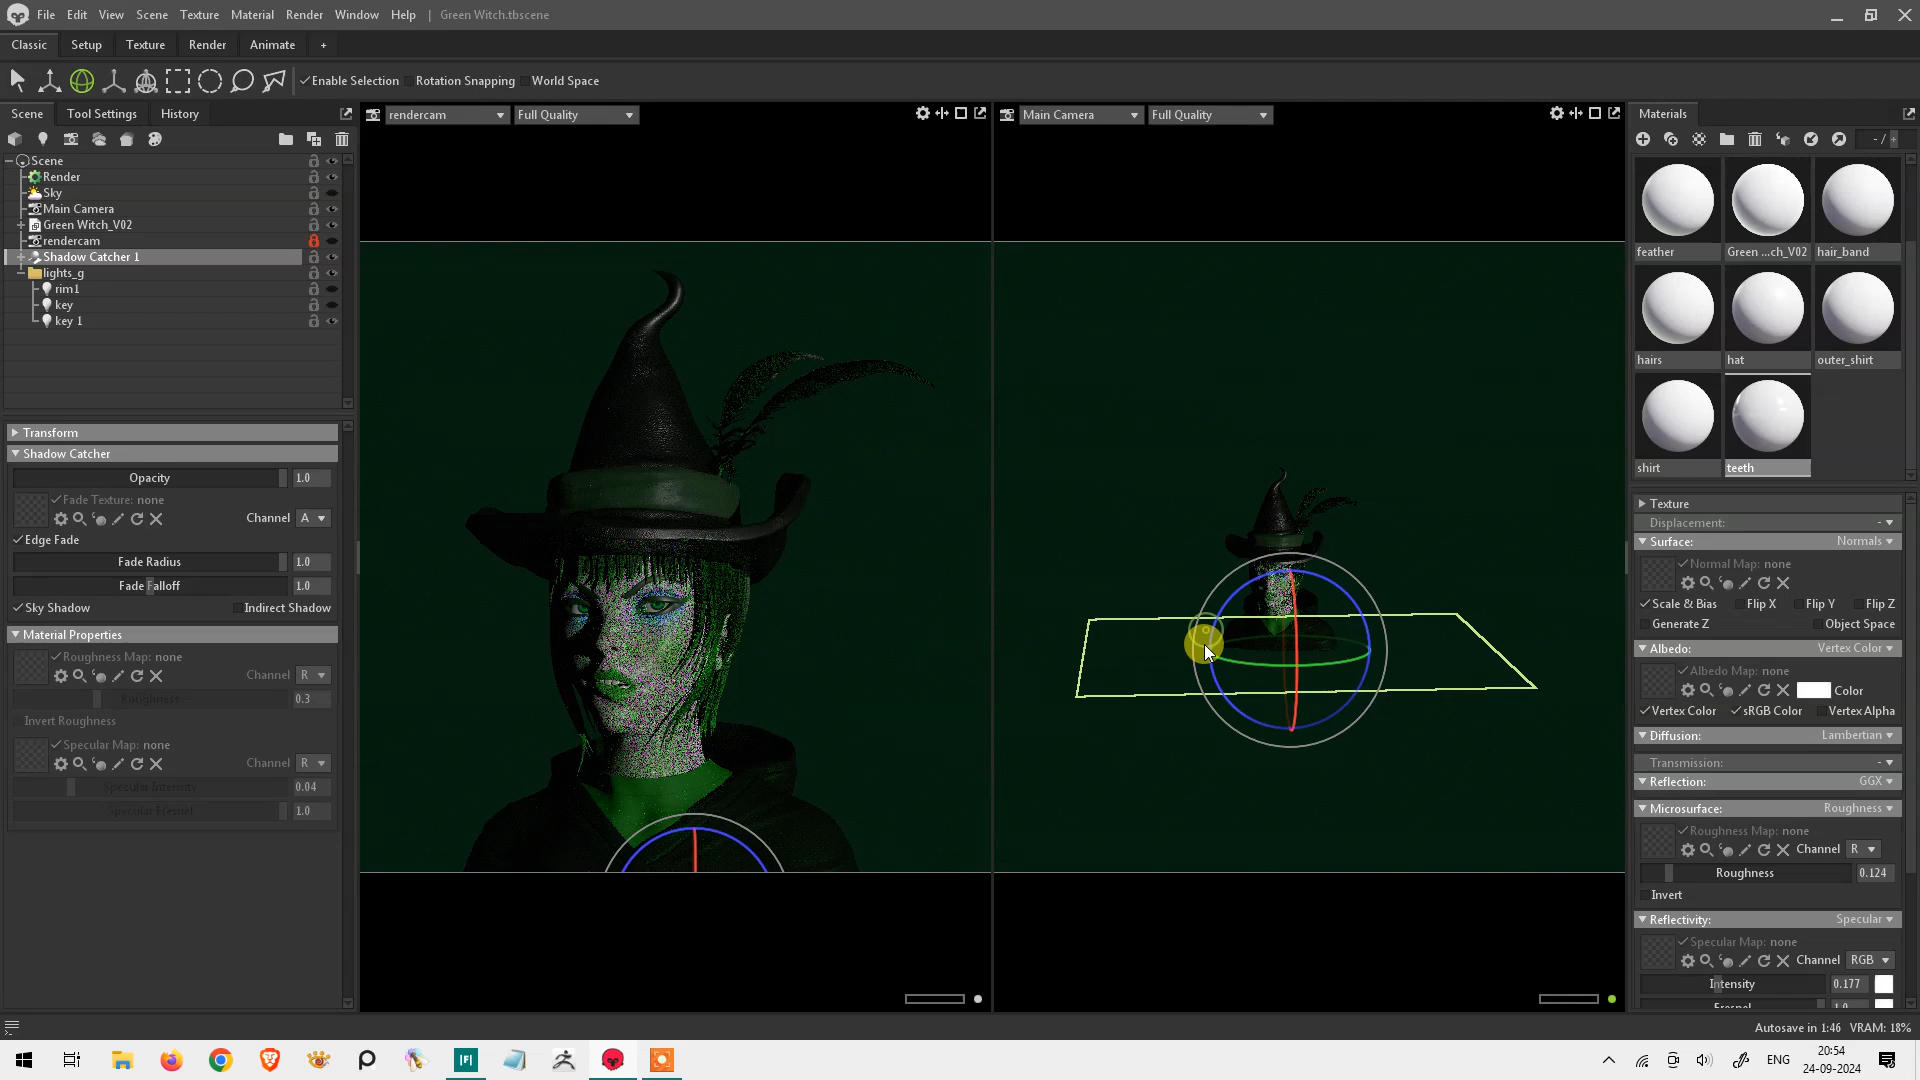 File Edit View Scene Texture Material Render Window Help | Green Witch.tbscene
Classic Setup Texture Render Animate +
Enable Selection Rotation Snapping World Space
Scene Tool Settings History
rendercam Full Quality
Main Camera Full Quality
Materials
Scene
Render
Sky
Main Camera
Green Witch_V02
rendercam
Shadow Catcher 1
lights_g
rim1
key
key 1
Transform
Shadow Catcher
Opacity 1.0
Fade Texture: none
Channel A
Edge Fade
Fade Radius 1.0
Fade Falloff 1.0
Sky Shadow Indirect Shadow
Material Properties
Roughness Map: none
Channel R
Roughness 0.3
Invert Roughness
Specular Map: none
Channel R
Specular Intensity 0.04
Specular Fresnel 1.0
- / +
feather Green ...ch_V02 hair_band
hairs hat outer_shirt
shirt teeth
Texture
Displacement: -
Surface: Normals
Normal Map: none
Scale & Bias Flip X Flip Y Flip Z
Generate Z Object Space
Albedo: Vertex Color
Albedo Map: none
Color
Vertex Color sRGB Color Vertex Alpha
Diffusion: Lambertian
Transmission: -
Reflection: GGX
Microsurface: Roughness
Roughness Map: none
Channel R
Roughness 0.124
Invert
Reflectivity: Specular
Specular Map: none
Channel RGB
Intensity 0.177
Fresnel 1.0
Autosave in 1:46 VRAM: 18%
ENG
20:54
24-09-2024